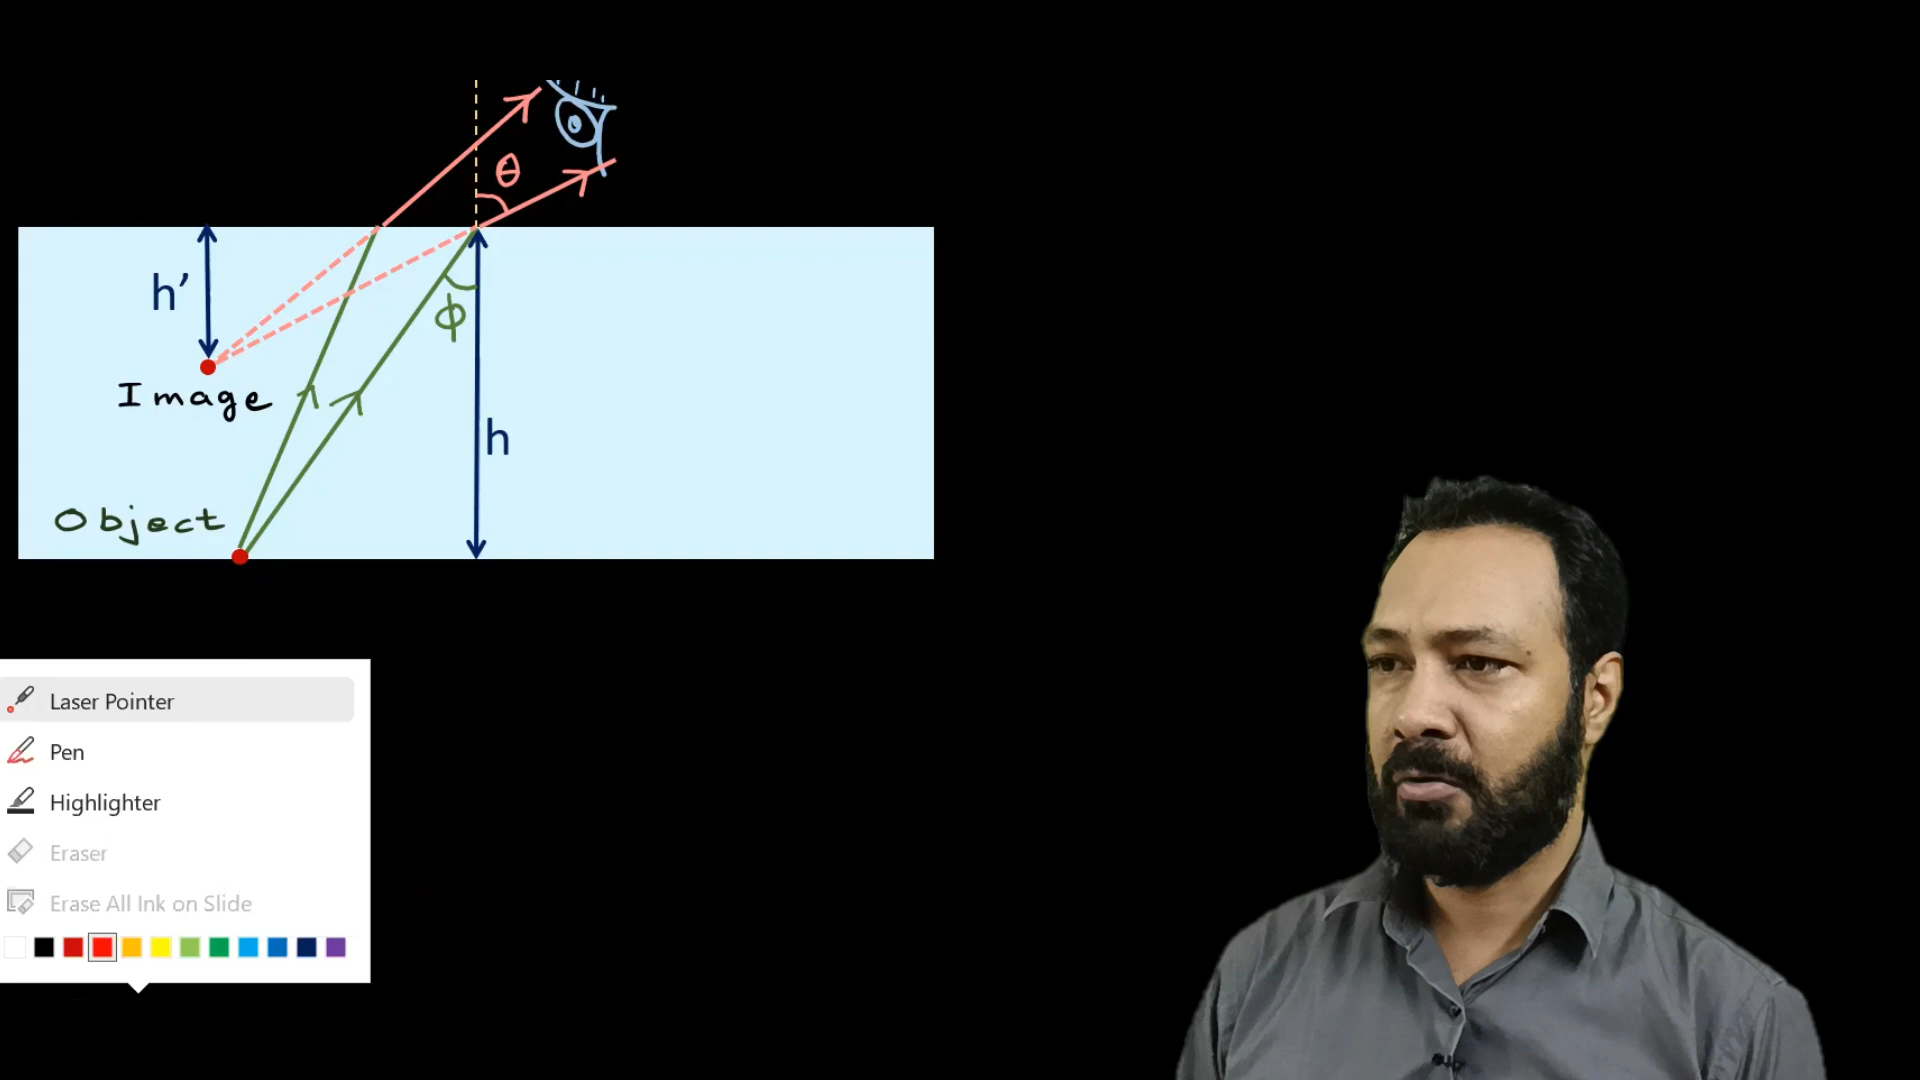 θ
h’
ϕ
Image
h
Object
Laser Pointer
Pen
Highlighter
Eraser
Erase All Ink on Slide